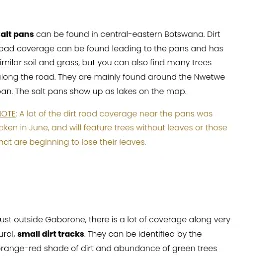 alt pans can be found in central-eastern Botswana. Dirt
oad coverage can be found leading to the pans and has
imilar soil and grass, but you can also find many trees
long the road. They are mainly found around the Nwetwe
an. The salt pans show up as lakes on the map.
NOTE: A lot of the dirt road coverage near the pans was
aken in June, and will feature trees without leaves or those
hat are beginning to lose their leaves.
ust outside Gaborone, there is a lot of coverage along very
ural, small dirt tracks. They can be identified by the
range-red shade of dirt and abundance of green trees